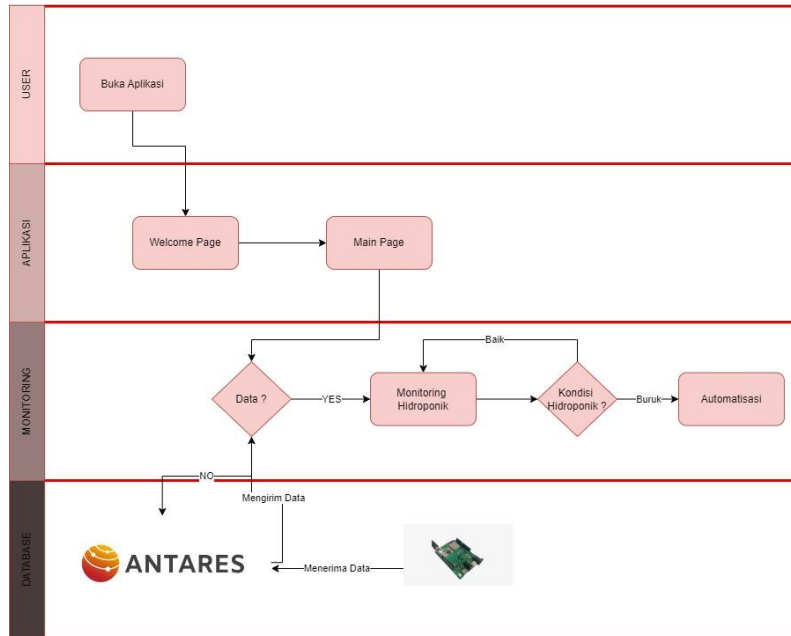 USER
Buka Aplikasi
APLIKASI
Welcome Page
Main Page
MONITORING
Baik
Data ?
YES
Monitoring
Hidroponik
Kondisi
Hidroponik ?
Buruk
Automatisasi
NO
DATABASE
Mengirim Data
ANTARES
Menerima Data